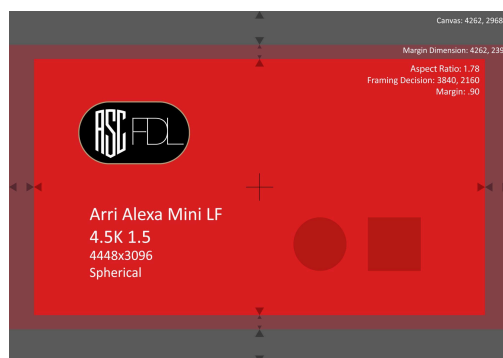 Canvas: 4262, 2968
Margin Dimension: 4262, 239
Aspect Ratio: 1.78
Framing Decision: 3840, 2160
Margin: .90
ASC FDL
Arri Alexa Mini LF
4.5K 1.5
4448x3096
Spherical